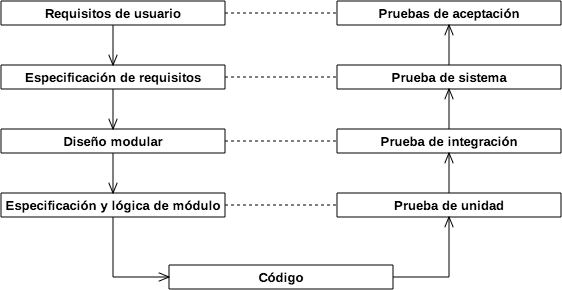 Requisitos de usuario
Pruebas de aceptación
Especificación de requisitos
Prueba de sistema
Diseño modular
Prueba de integración
Especificación y lógica de módulo
Prueba de unidad
Código